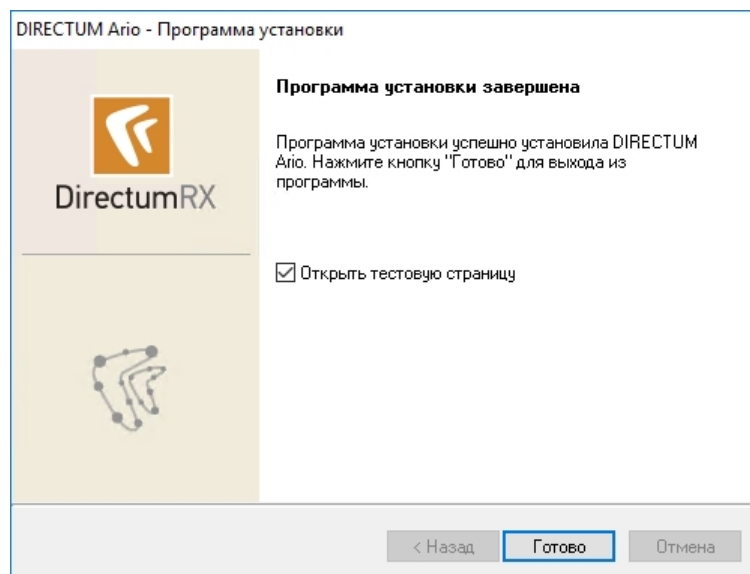 DIRECTUM Ario - Программа установки
DirectumRX
Программа установки завершена
Программа установки успешно установила DIRECTUM
Ario. Нажмите кнопку "Готово" для выхода из
программы.
Открыть тестовую страницу
< Назад
Готово
Отмена